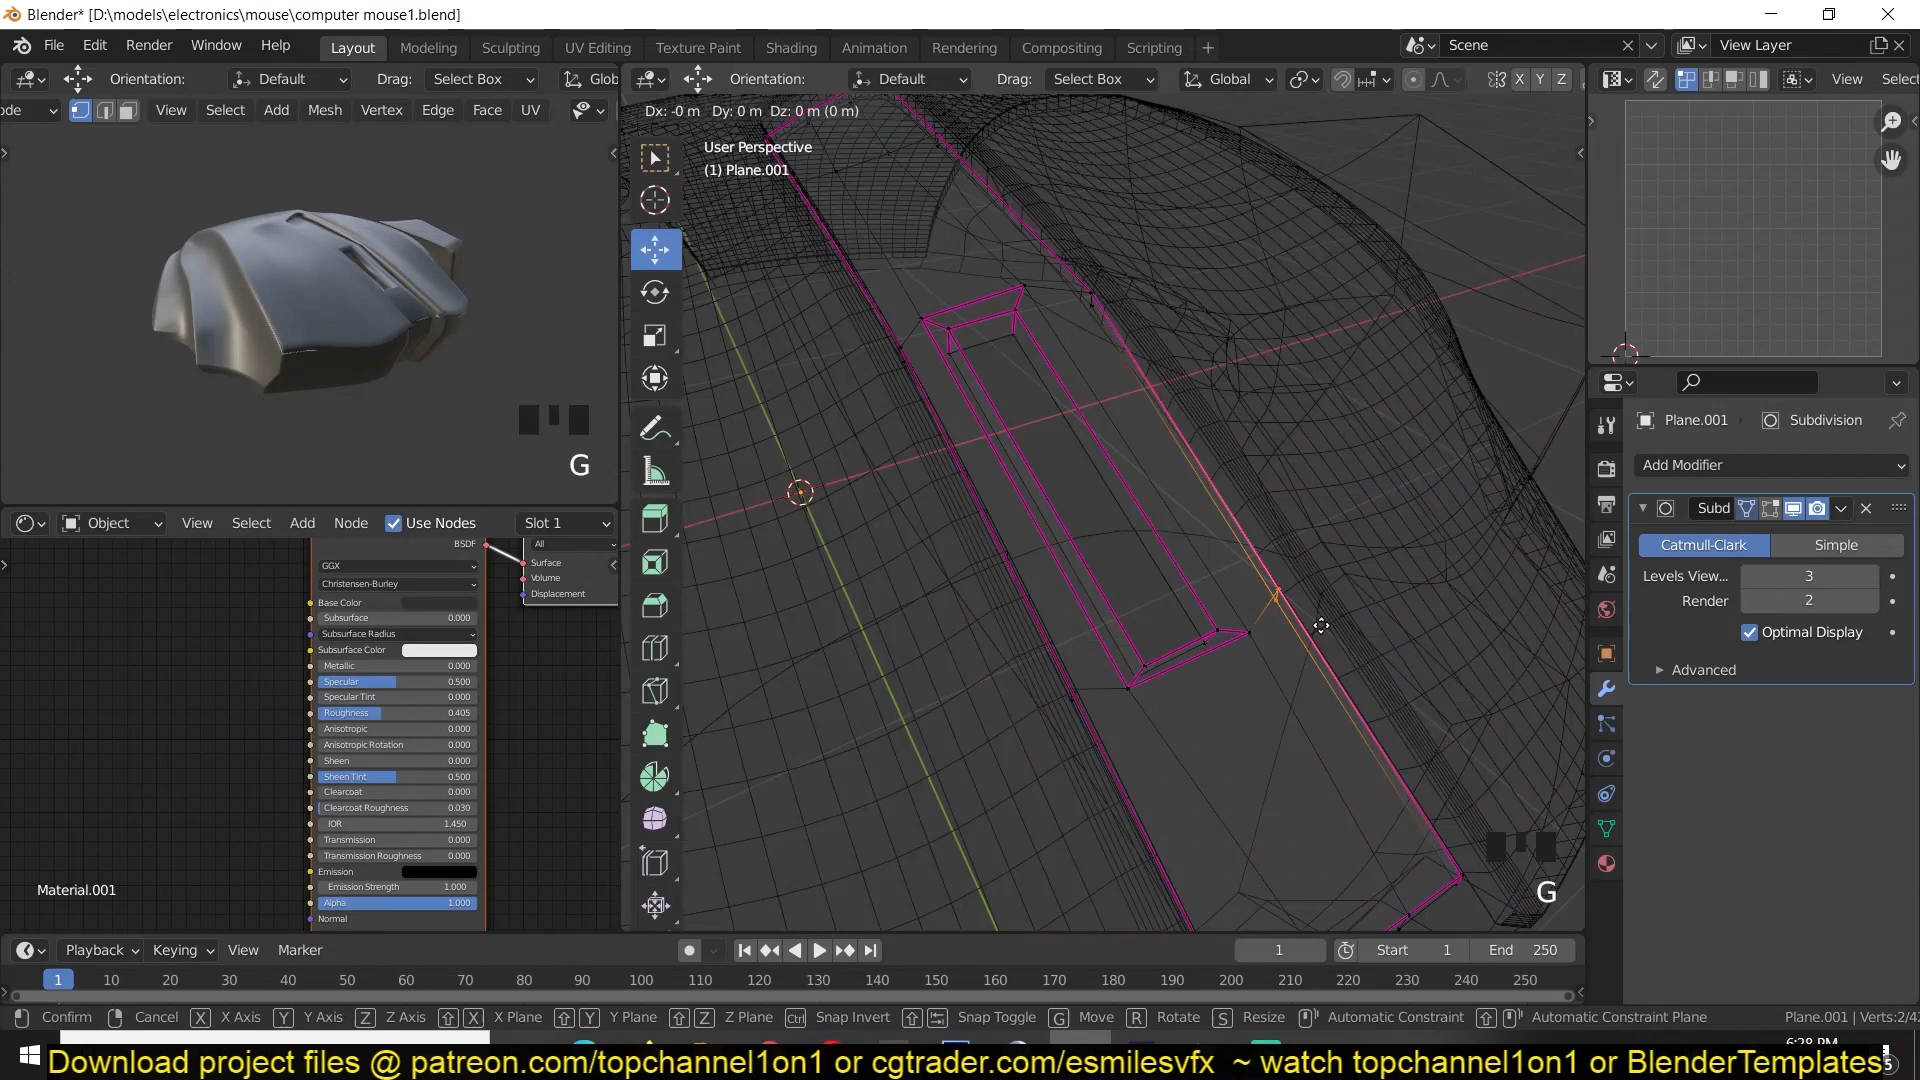 Blender* [D:\models\electronics\mouse\computer mouse1.blend]
File Edit Render Window Help Layout Modeling Sculpting UV Editing Texture Paint Shading Animation Rendering Compositing Scripting + Scene View Layer
Orientation: Default Drag: Select Box Glob
Orientation: Default Drag: Select Box Global X Y Z View Select
ode View Select Add Mesh Vertex Edge Face UV
Dx: -0 m Dy: 0 m Dz: 0 m (0 m)
User Perspective
(1) Plane.001
G
Plane.001 Subdivision
Add Modifier
Subd
Catmull-Clark Simple
Levels View... 3
Render 2
Optimal Display
Advanced
Object View Select Add Node Use Nodes Slot 1
BSDF
GGX
Christensen-Burley
Base Color
Subsurface 0.000
Subsurface Radius
Subsurface Color
Metallic 0.000
Specular 0.500
Specular Tint 0.000
Roughness 0.405
Anisotropic 0.000
Anisotropic Rotation 0.000
Sheen 0.000
Sheen Tint 0.500
Clearcoat 0.000
Clearcoat Roughness 0.030
IOR 1.450
Transmission 0.000
Transmission Roughness 0.000
Emission
Emission Strength 1.000
Alpha 1.000
Normal
All
Surface
Volume
Displacement
Material.001
G
Playback Keying View Marker 1 Start 1 End 250
1 10 20 30 40 50 60 70 80 90 100 110 120 130 140 150 160 170 180 190 200 210 220 230 240 250
Confirm Cancel X X Axis Y Y Axis Z Z Axis X X Plane Y Y Plane Z Z Plane Ctrl Snap Invert Snap Toggle G Move R Rotate S Resize Automatic Constraint Automatic Constraint Plane Plane.001 | Verts:2/42
Download project files @ patreon.com/topchannel1on1 or cgtrader.com/esmilesvfx ~ watch topchannel1on1 or BlenderTemplates